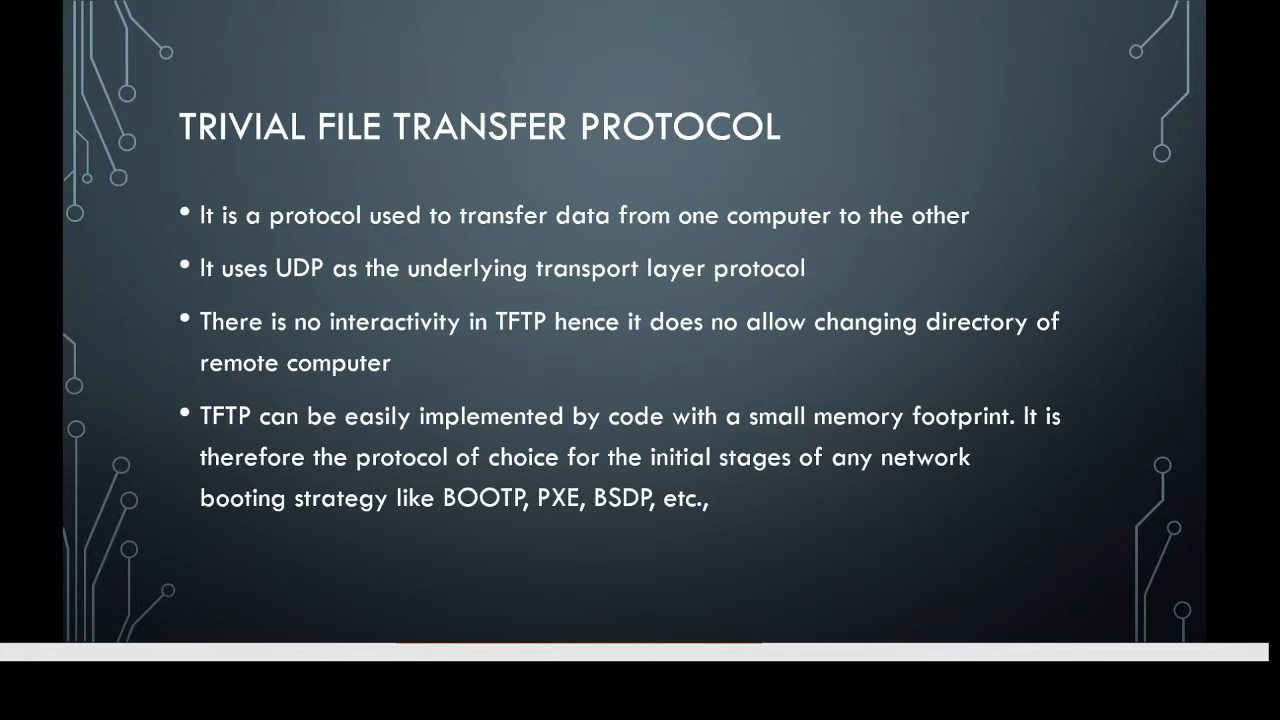 TRIVIAL FILE TRANSFER PROTOCOL
• It is a protocol used to transfer data from one computer to the other
• It uses UDP as the underlying transport layer protocol
• There is no interactivity in TFTP hence it does no allow changing directory of
remote computer
• TFTP can be easily implemented by code with a small memory footprint. It is
therefore the protocol of choice for the initial stages of any network
booting strategy like BOOTP, PXE, BSDP, etc.,